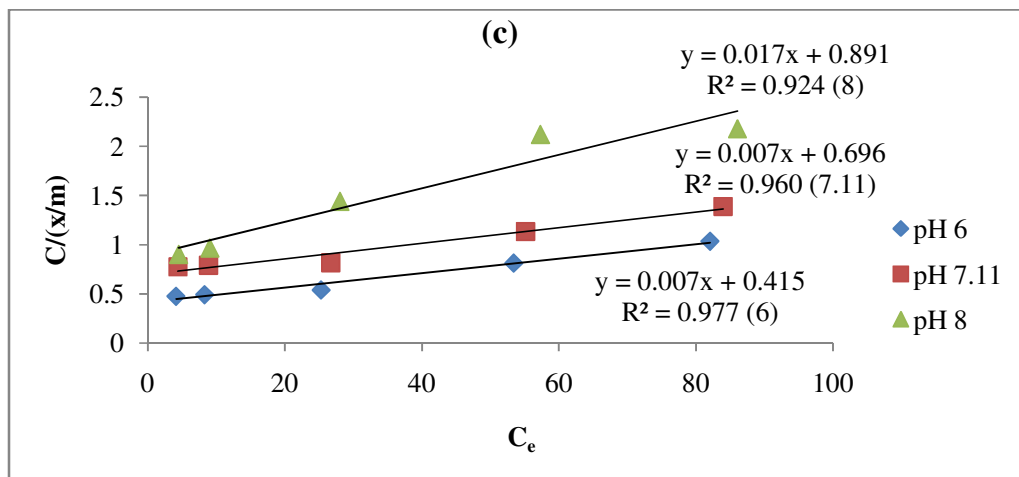 (c)
y = 0.017x + 0.891
R² = 0.924 (8)
y = 0.007x + 0.696
R² = 0.960 (7.11)
y = 0.007x + 0.415
R² = 0.977 (6)
2.5
2
1.5
1
0.5
0
C/(x/m)
0 20 40 60 80 100
Ce
pH 6
pH 7.11
pH 8